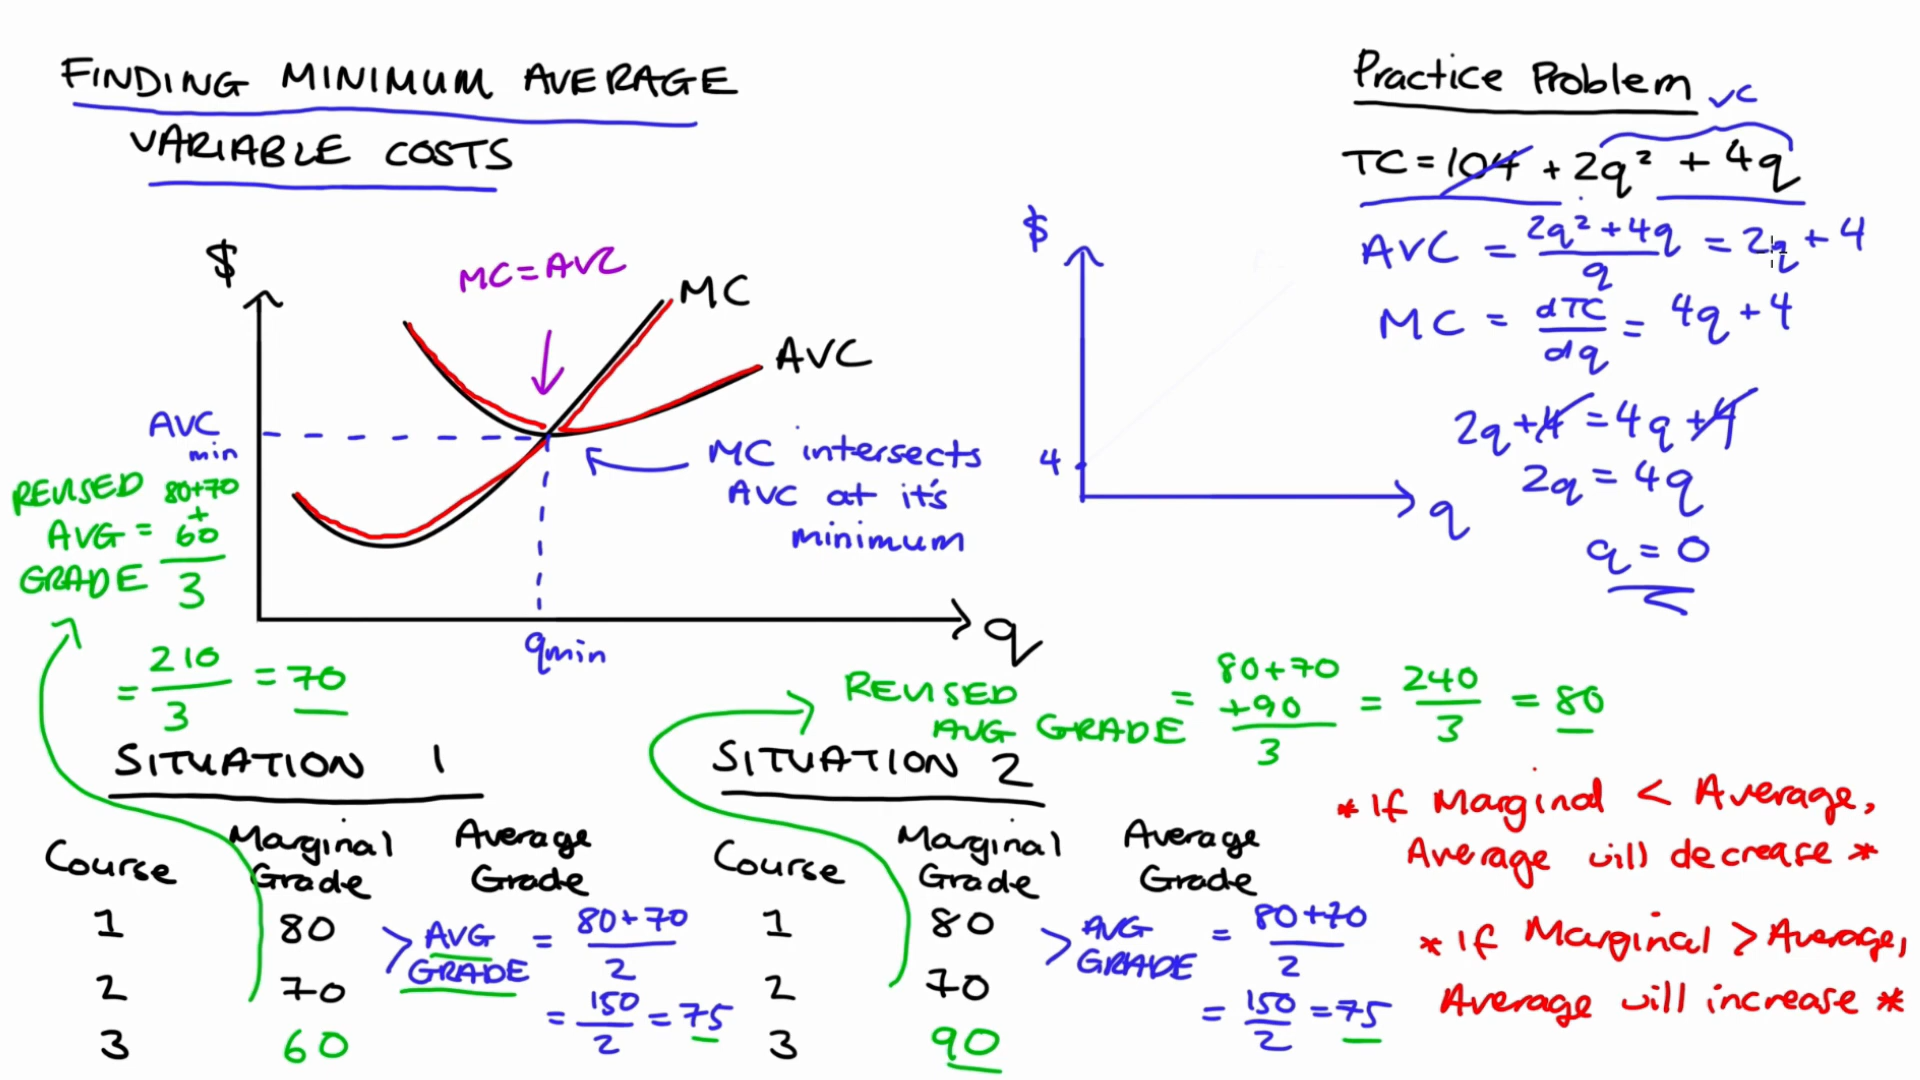 FINDING MINIMUM AVERAGE
VARIABLE COSTS
$
MC=AVC
MC
AVC
AVC
min
MC intersects
AVC at it's
minimum
qmin
q
REVISED
AVG =
GRADE
80+70
+
60
3
= 210
3
= 70
$
4
q
Practice Problem
VC
TC = 104 + 2q² + 4q
AVC = 2q² + 4q
q
= 2q + 4
MC = dTC
dq
= 4q + 4
2q + 4 = 4q + 4
2q = 4q
q = 0
REVISED
AVG GRADE
= 80+70
+90
3
= 240
3
= 80
SITUATION 1
Course
Marginal
Grade
Average
Grade
1 80
2 70
3 60
> AVG
GRADE
= 80+70
2
= 150
2
= 75
SITUATION 2
Course
Marginal
Grade
Average
Grade
1 80
2 70
3 90
> AVG
GRADE
= 80+70
2
= 150
2
= 75
* If Marginal < Average,
Average will decrease *
* If Marginal > Average,
Average will increase *